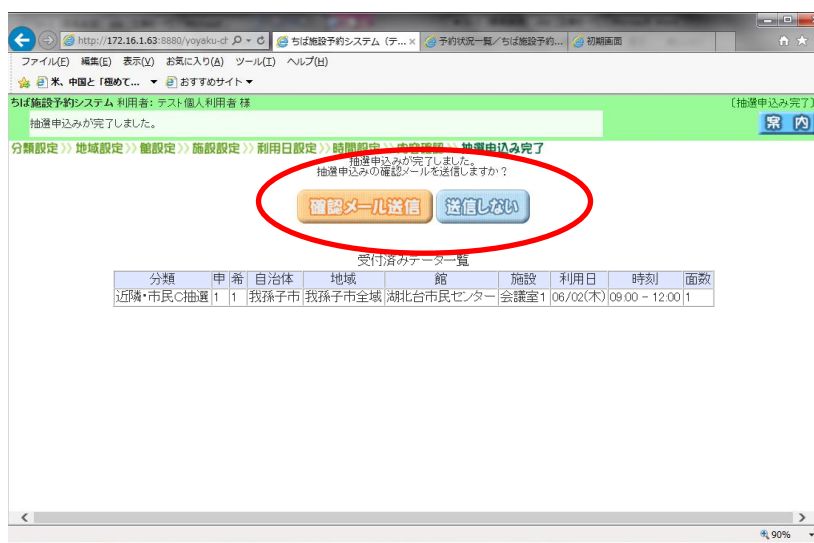 http://172.16.1.63:8880/yoyaku-ch
ちば施設予約システム (テ... ×
予約状況一覧/ちば施設予約...
初期画面
ファイル(F) 編集(E) 表示(V) お気に入り(A) ツール(T) ヘルプ(H)
米、中国と「極めて...
おすすめサイト
ちば施設予約システム 利用者:テスト個人利用者 様
〔抽選申込み完了〕
抽選申込みが完了しました。
案 内
分類設定>>地域設定>>館設定>>施設設定>>利用日設定>>時間設定>>内容確認>>抽選申込み完了
抽選申込みが完了しました。
抽選申込みの確認メールを送信しますか?
確認メール送信 送信しない
受付済みデータ一覧
分類 申 希 自治体 地域 館 施設 利用日 時刻 面数
近隣・市民C抽選 1 1 我孫子市 我孫子市全域 湖北台市民センター 会議室1 06/02(木) 09:00 - 12:00 1
90%